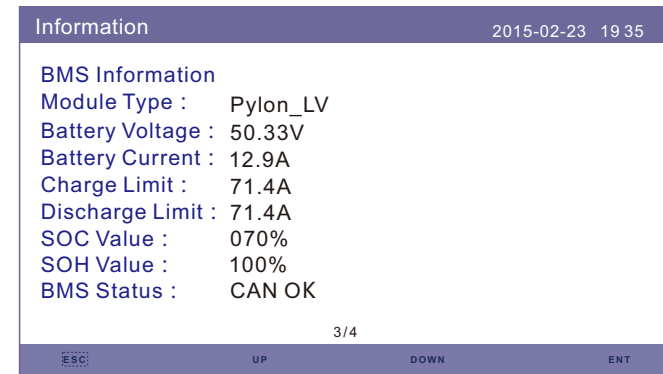 Information 2015-02-23 19 35
BMS Information
Module Type : Pylon_LV
Battery Voltage : 50.33V
Battery Current : 12.9A
Charge Limit : 71.4A
Discharge Limit : 71.4A
SOC Value : 070%
SOH Value : 100%
BMS Status : CAN OK
3/4
ESC UP DOWN ENT